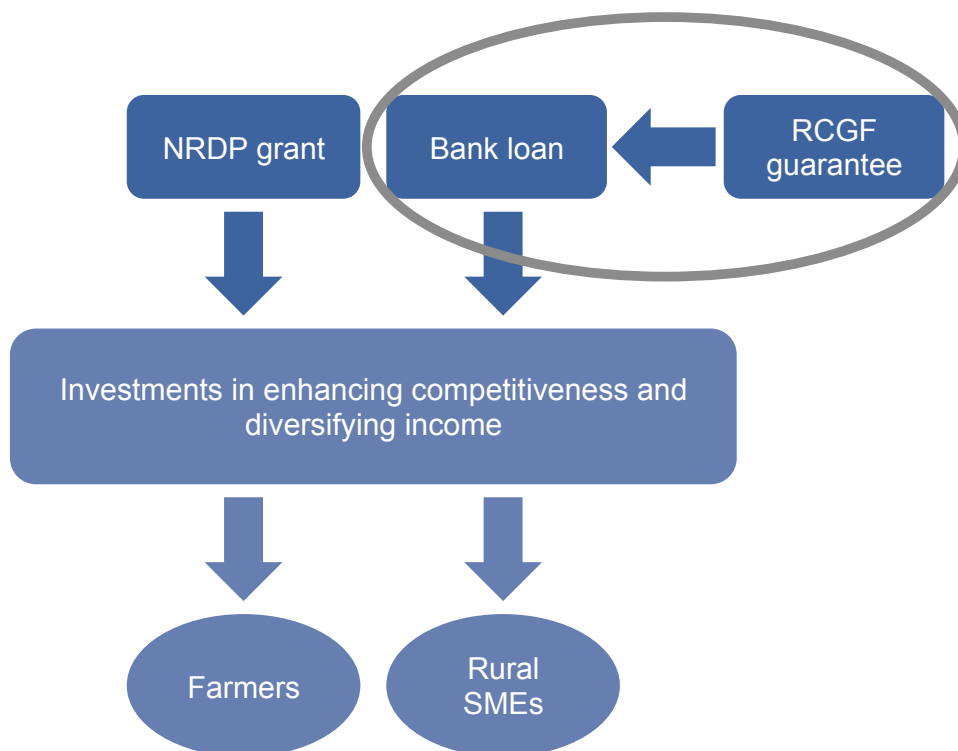 NRDP grant
Bank loan
RCGF
guarantee
Investments in enhancing competitiveness and
diversifying income
Farmers
Rural
SMEs